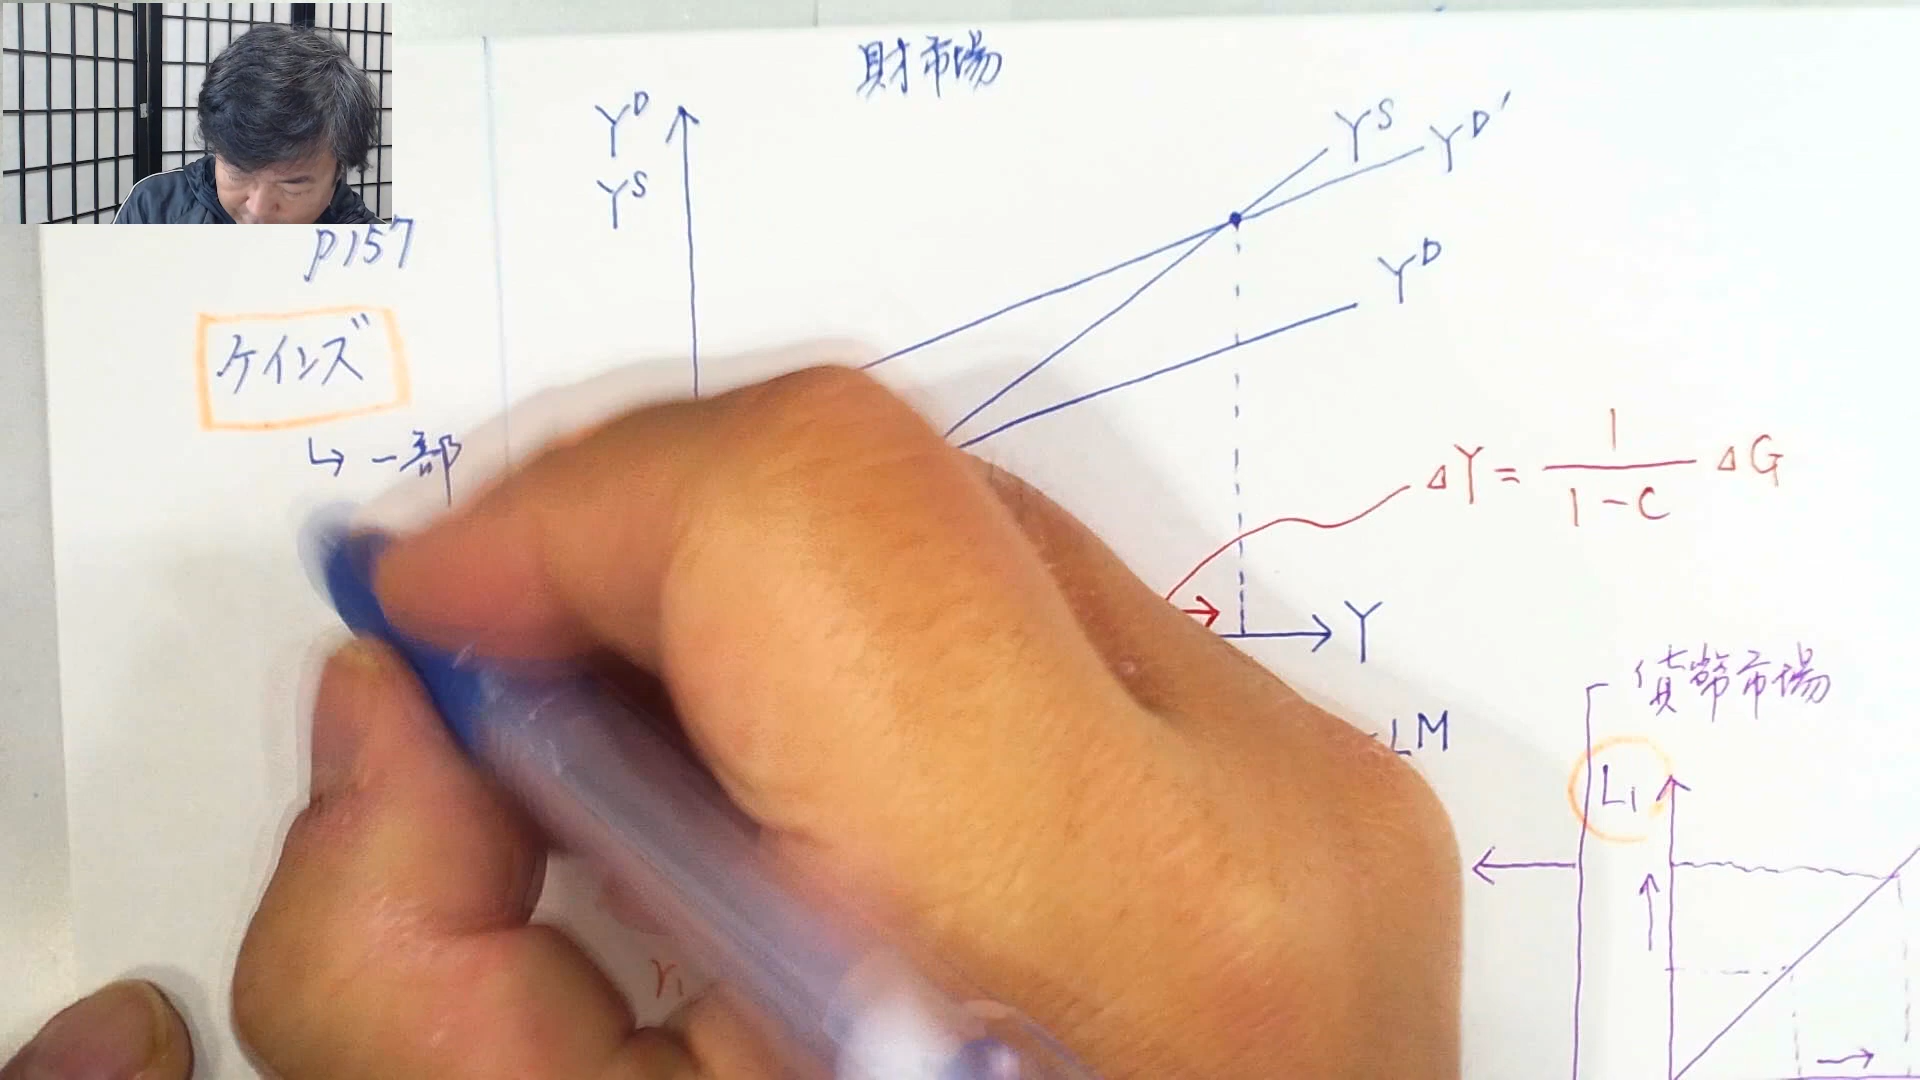 財市場
Y^D
Y^S
Y^S
Y^D'
Y^D
p157
ケインズ
↳ 一部
ΔY = 1/(1-C) ΔG
Y
貨幣市場
LM
L₁
r₁